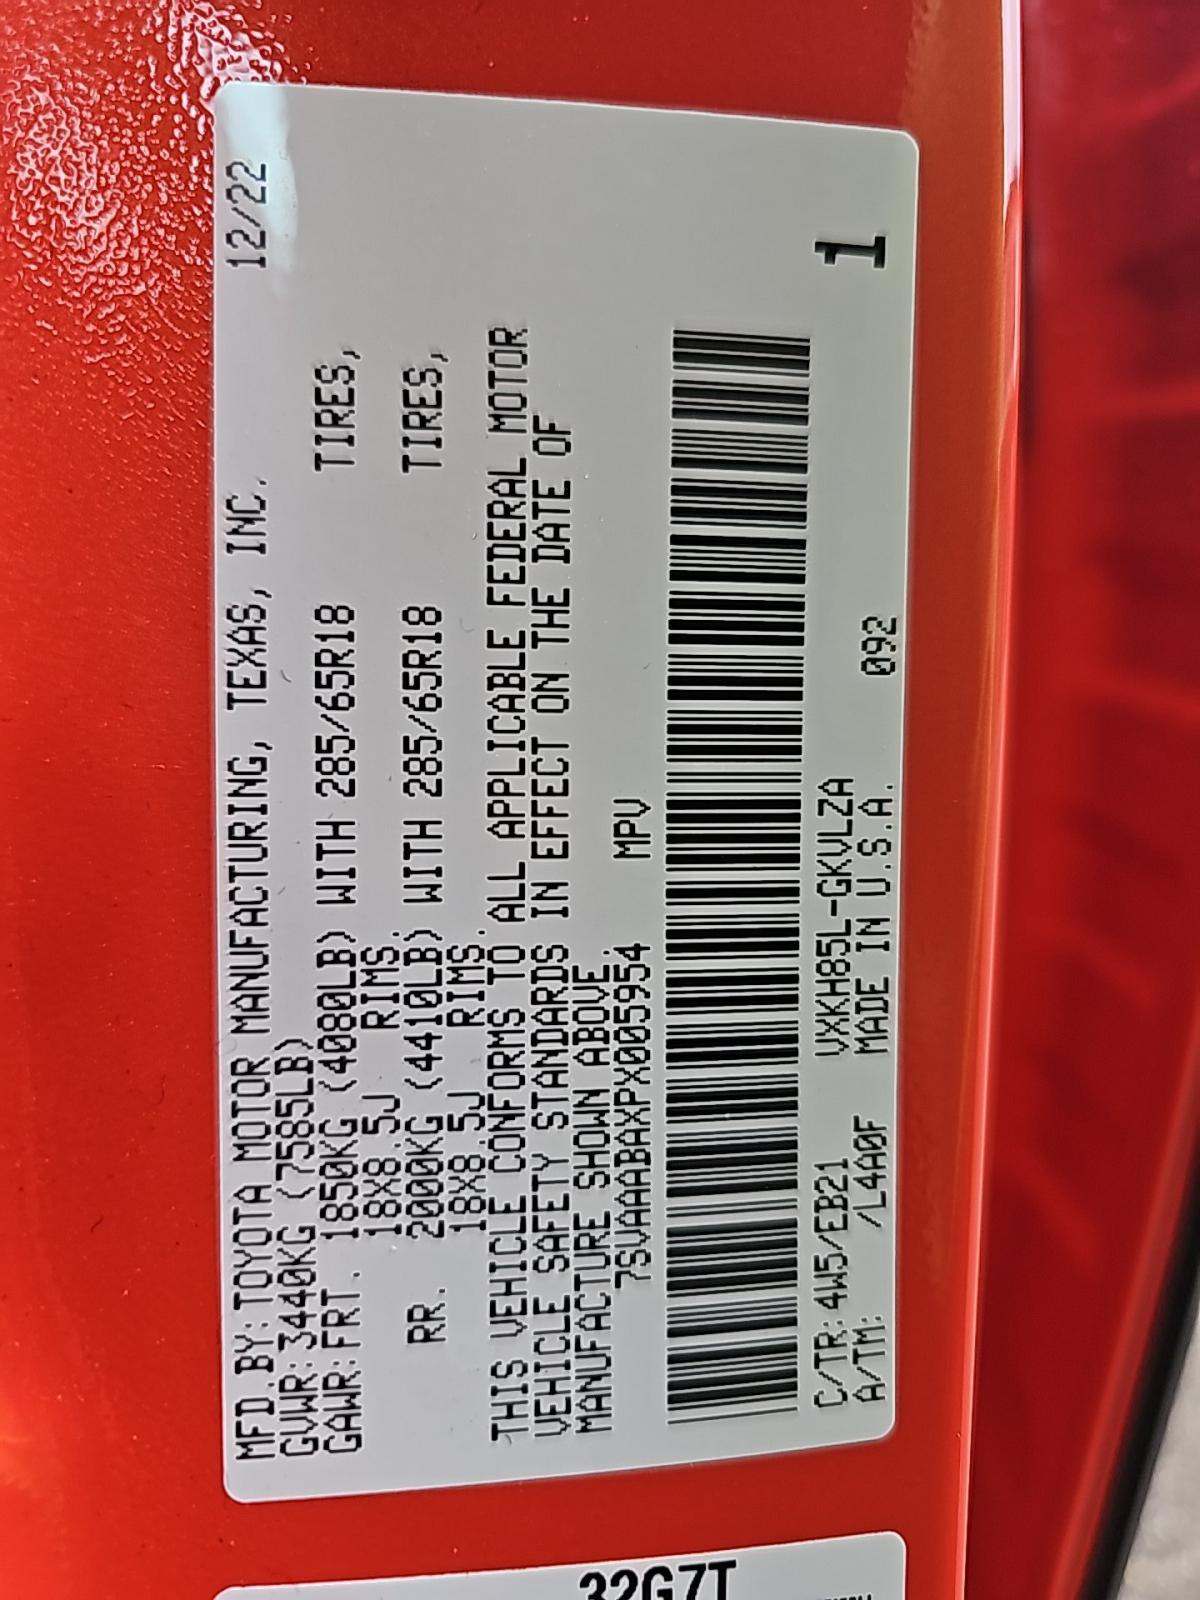 MFD.BY:TOYOTA MOTOR MANUFACTURING, TEXAS, INC. 12/22
GVWR:3440KG (7585LB)
GAWR:FRT. 1850KG (4080LB) WITH 285/65R18 TIRES,
18X8.5J RIMS.
RR. 2000KG (4410LB) WITH 285/65R18 TIRES,
18X8.5J RIMS.
THIS VEHICLE CONFORMS TO ALL APPLICABLE FEDERAL MOTOR
VEHICLE SAFETY STANDARDS IN EFFECT ON THE DATE OF
MANUFACTURE SHOWN ABOVE.
7SVAAABAXPX005954 MPV
C/TR:4W5/EB21 VXKH85L-GKVLZA 1
A/TM: /L4A0F MADE IN U.S.A. 092
32G7T